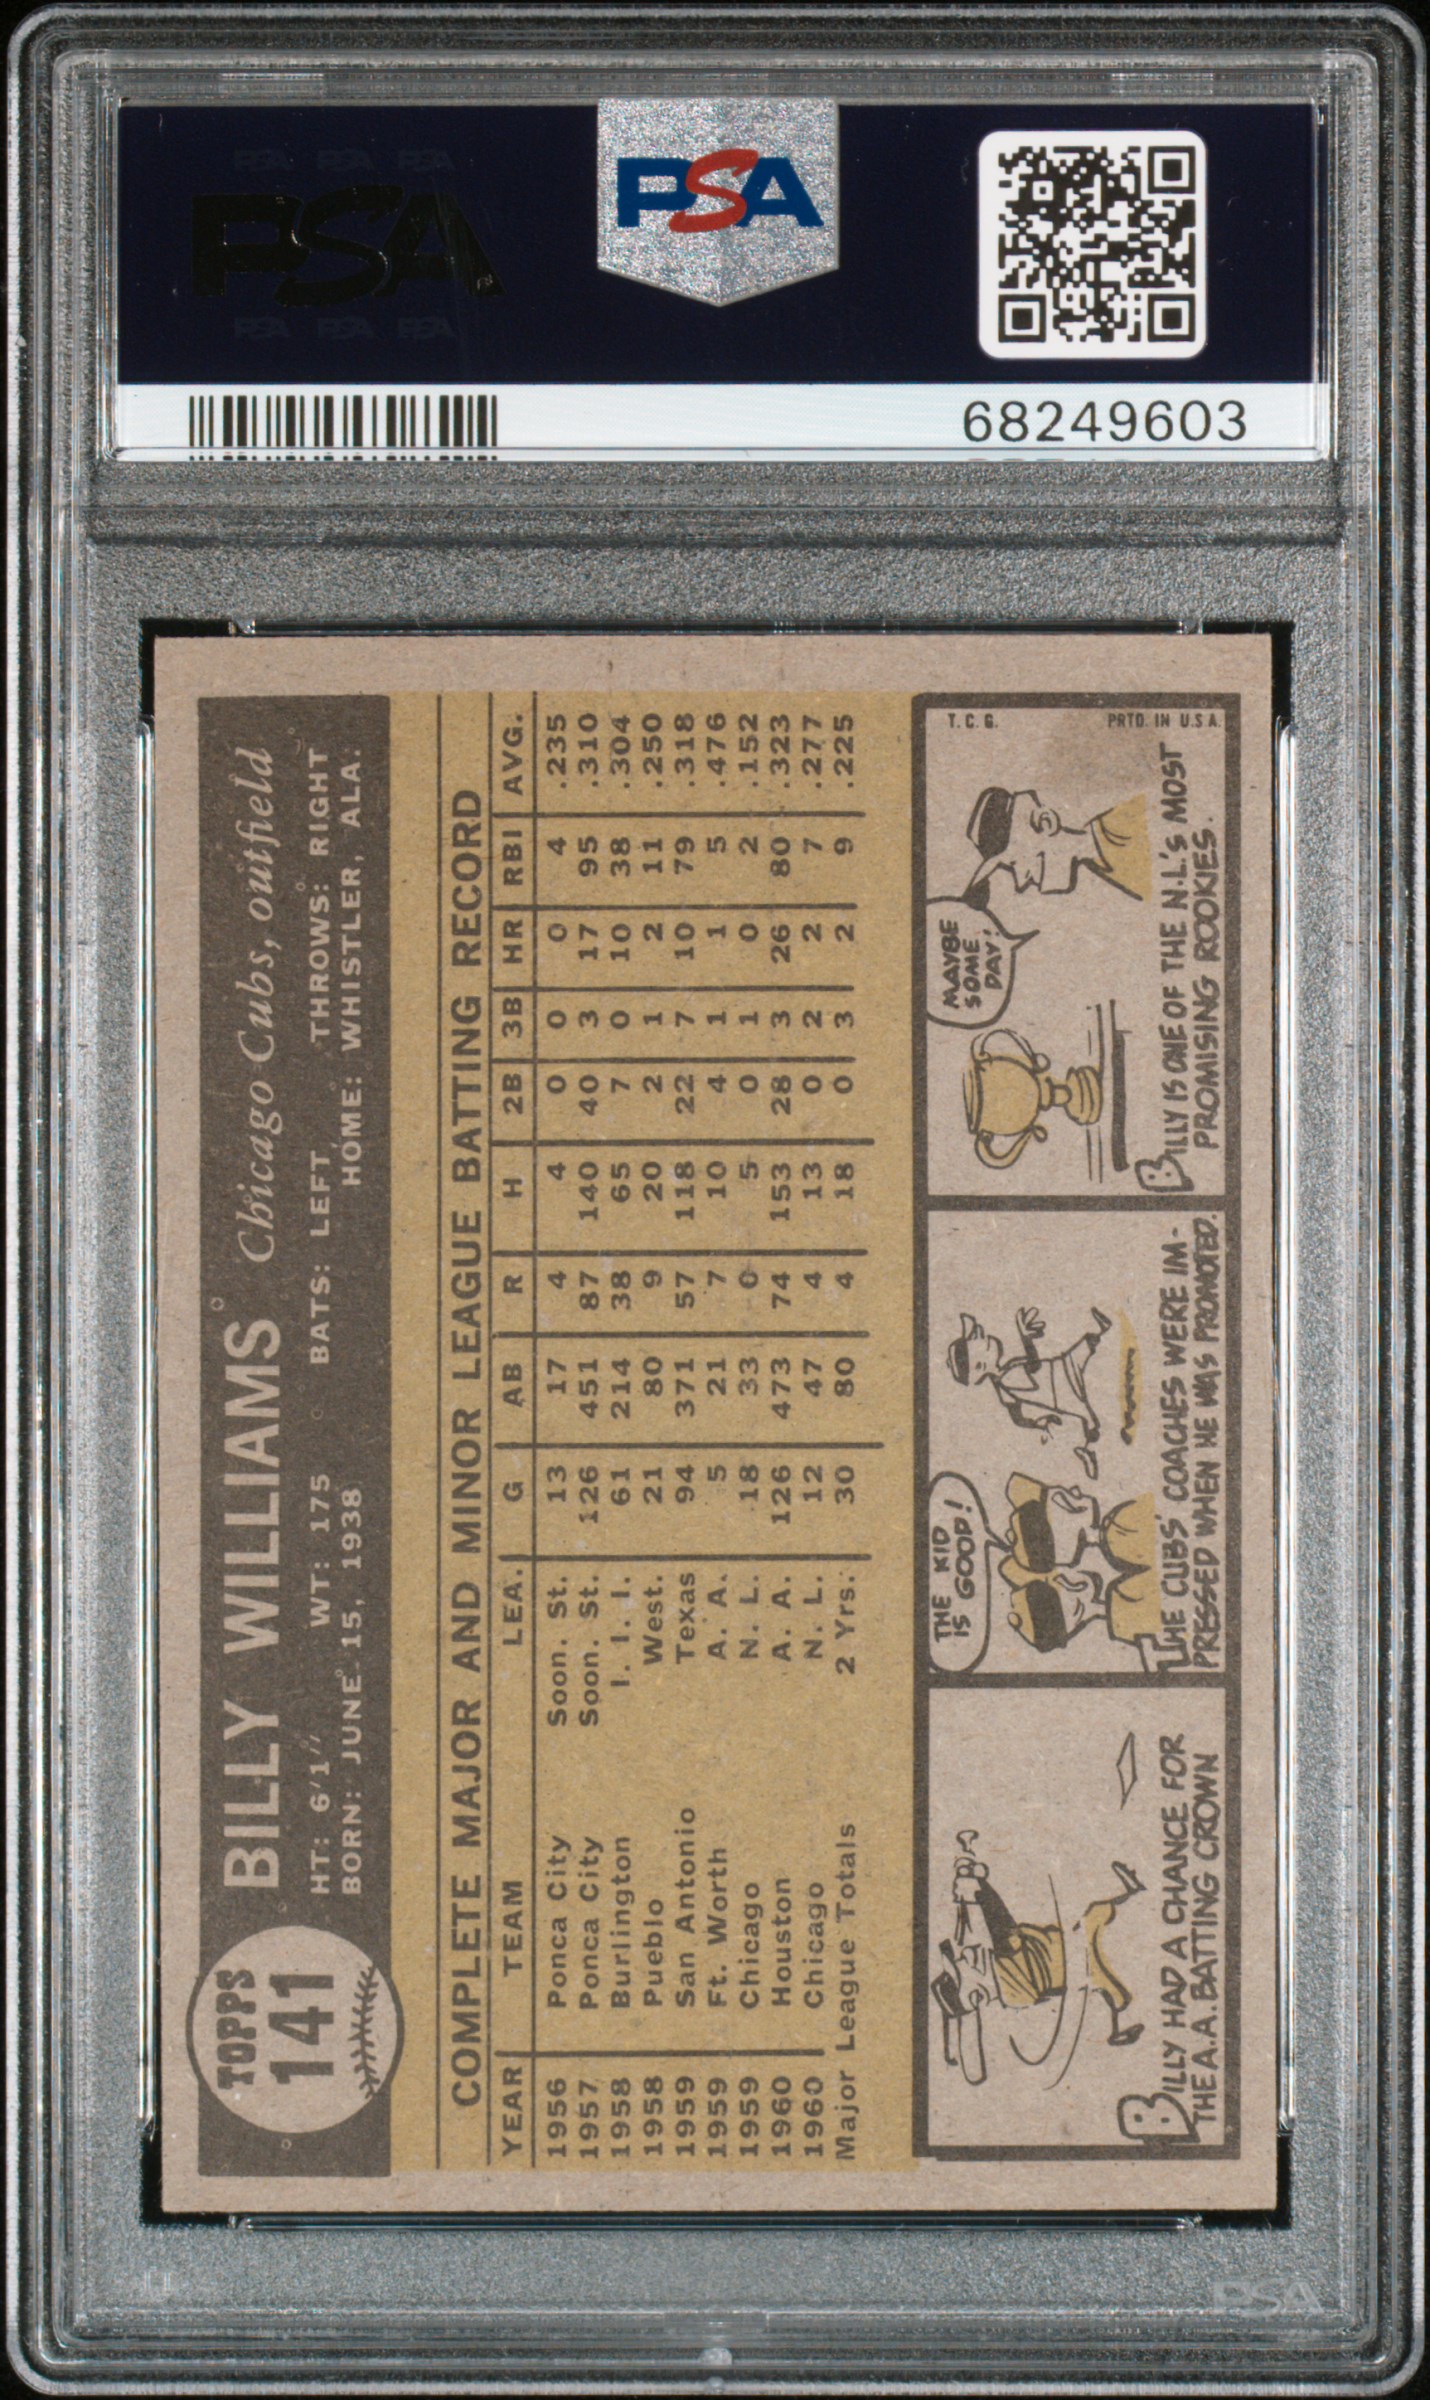 PSA
PSA PSA PSA
PSA
PSA PSA PSA
68249603
TOPPS
141
BILLY WILLIAMS Chicago Cubs, outfield
HT: 6'1" WT: 175 BATS: LEFT THROWS: RIGHT
BORN: JUNE 15, 1938 HOME: WHISTLER, ALA.
COMPLETE MAJOR AND MINOR LEAGUE BATTING RECORD
YEAR TEAM LEA. G AB R H 2B 3B HR RBI AVG.
1956 Ponca City Soon. St. 13 17 4 4 0 0 0 4 .235
1957 Ponca City Soon. St. 126 451 87 140 40 3 17 95 .310
1958 Burlington I. I. I. 61 214 38 65 7 0 10 38 .304
1958 Pueblo West. 21 80 9 20 2 1 2 11 .250
1959 San Antonio Texas 94 371 57 118 22 7 10 79 .318
1959 Ft. Worth A. A. 5 21 7 10 4 1 1 5 .476
1959 Chicago N. L. 18 33 0 5 0 1 0 2 .152
1960 Houston A. A. 126 473 74 153 28 3 26 80 .323
1960 Chicago N. L. 12 47 4 13 0 2 2 7 .277
Major League Totals 2 Yrs. 30 80 4 18 0 3 2 9 .225
BILLY HAD A CHANCE FOR
THE A.A. BATTING CROWN
THE KID
IS GOOD!
THE CUBS' COACHES WERE IM-
PRESSED WHEN HE WAS PROMOTED.
MAYBE
SOME
DAY!
T.C.G. PRTD. IN U.S.A.
BILLY IS ONE OF THE N.L.'S MOST
PROMISING ROOKIES.
PSA